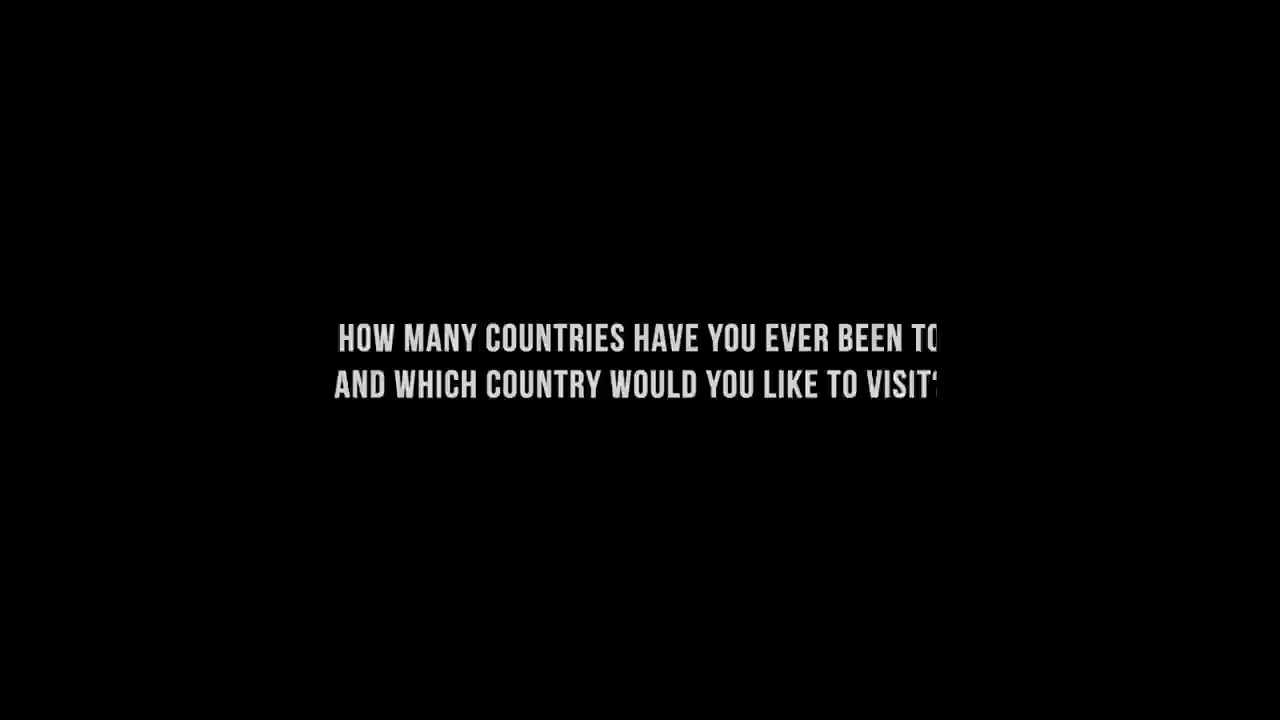 HOW MANY COUNTRIES HAVE YOU EVER BEEN TO
AND WHICH COUNTRY WOULD YOU LIKE TO VISIT?